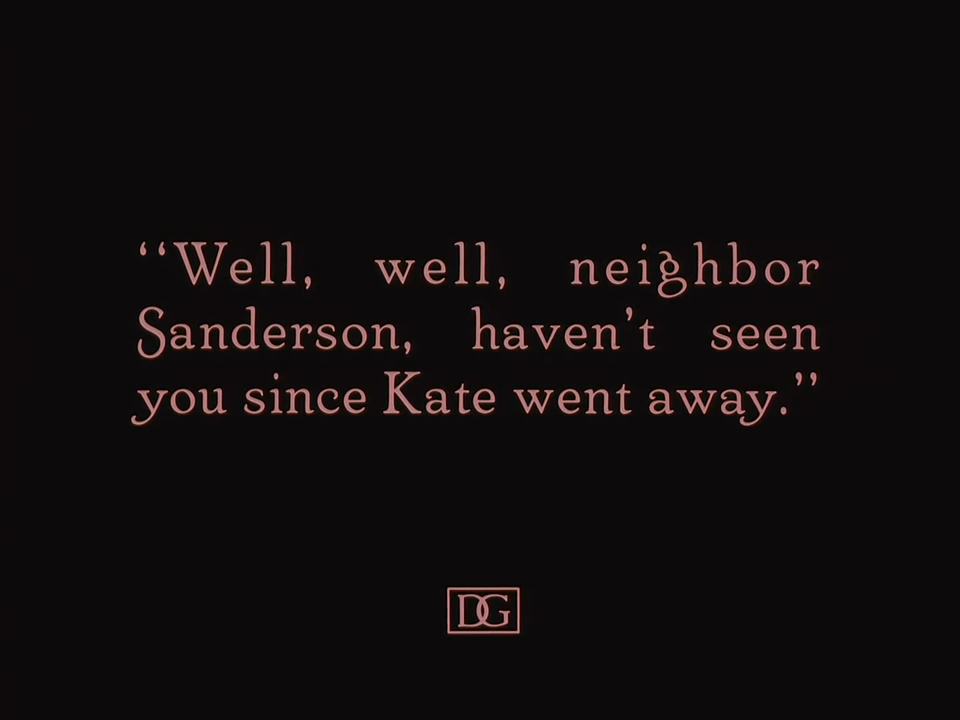 ‘‘Well, well, neighbor
Sanderson, haven’t seen
you since Kate went away.’’
DG